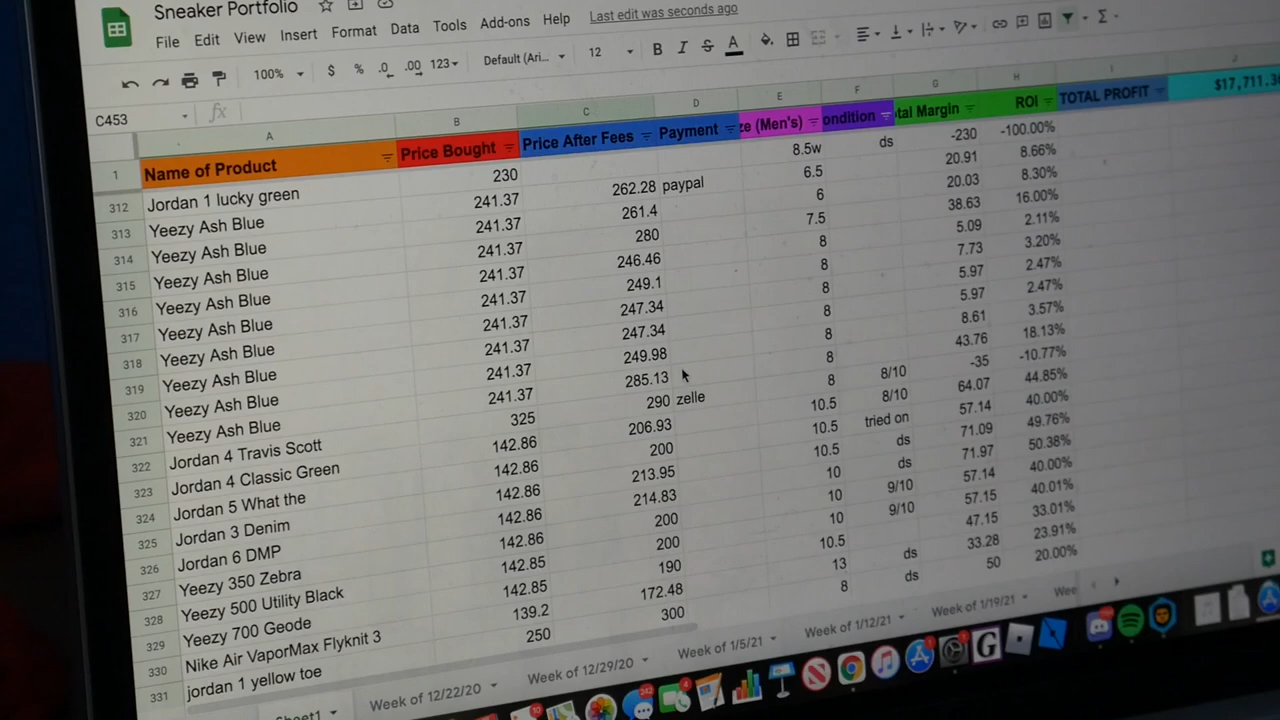 Sneaker Portfolio
File Edit View Insert Format Data Tools Add-ons Help Last edit was seconds ago
100% $ % .0 .00 123 Default (Ari... 12 B I S A
C453 fx
A B C D E F G H I J
1 Name of Product Price Bought Price After Fees Payment ze (Men's) ondition tal Margin ROI TOTAL PROFIT $17,711.3
312 Jordan 1 lucky green 230 8.5w ds -230 -100.00%
313 Yeezy Ash Blue 241.37 262.28 paypal 6.5 20.91 8.66%
314 Yeezy Ash Blue 241.37 261.4 6 20.03 8.30%
315 Yeezy Ash Blue 241.37 280 7.5 38.63 16.00%
316 Yeezy Ash Blue 241.37 246.46 8 5.09 2.11%
317 Yeezy Ash Blue 241.37 249.1 8 7.73 3.20%
318 Yeezy Ash Blue 241.37 247.34 8 5.97 2.47%
319 Yeezy Ash Blue 241.37 247.34 8 5.97 2.47%
320 Yeezy Ash Blue 241.37 249.98 8 8.61 3.57%
321 Yeezy Ash Blue 241.37 285.13 8 43.76 18.13%
322 Jordan 4 Travis Scott 325 290 zelle 8 8/10 -35 -10.77%
323 Jordan 4 Classic Green 142.86 206.93 10.5 8/10 64.07 44.85%
324 Jordan 5 What the 142.86 200 10.5 tried on 57.14 40.00%
325 Jordan 3 Denim 142.86 213.95 10.5 ds 71.09 49.76%
326 Jordan 6 DMP 142.86 214.83 10 ds 71.97 50.38%
327 Yeezy 350 Zebra 142.86 200 10 9/10 57.14 40.00%
328 Yeezy 500 Utility Black 142.85 200 10 9/10 57.15 40.01%
329 Yeezy 700 Geode 142.85 190 10.5 47.15 33.01%
330 Nike Air VaporMax Flyknit 3 139.2 172.48 13 ds 33.28 23.91%
331 jordan 1 yellow toe 250 300 8 ds 50 20.00%
Sheet1 Week of 12/22/20 Week of 12/29/20 Week of 1/5/21 Week of 1/12/21 Week of 1/19/21 Wee